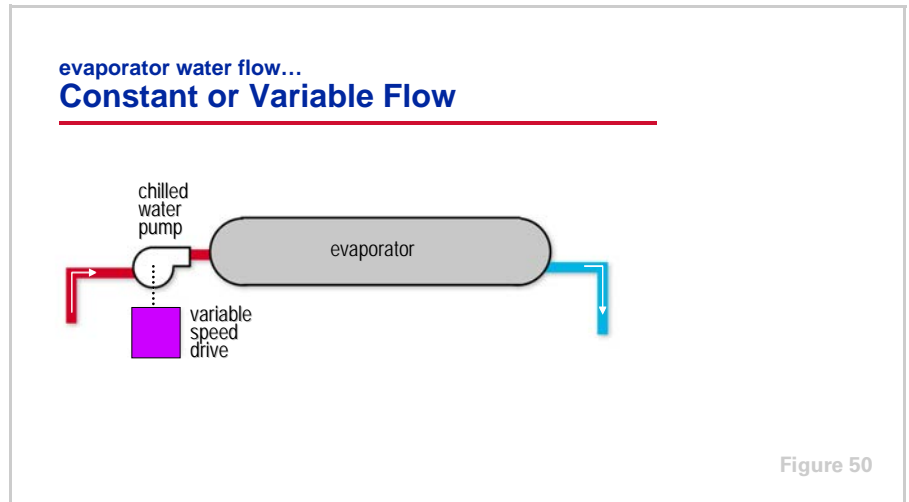 evaporator water flow…
Constant or Variable Flow
chilled
water
pump
evaporator
variable
speed
drive
Figure 50